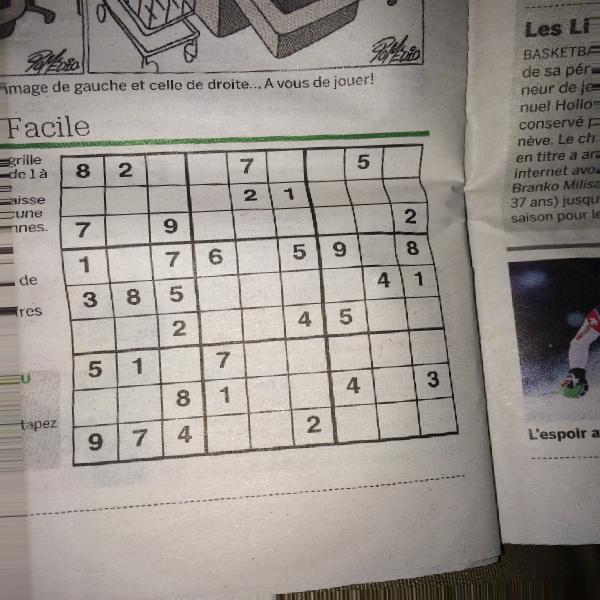 Les Li
BASKETBA
de sa pér
neur de je
nuel Hollo
conservé
nève. Le ch
en titre a ar
internet avo
Branko Milisa
37 ans) jusqu
saison pour le
image de gauche et celle de droite... A vous de jouer!
Facile
grille
de 1 à
aisse
cune
nnes.
de
res
tapez
8 2 7 5
2 1
7 9 2
1 7 6 5 9 8
3 8 5 4 1
2 4 5
5 1 7
8 1 4 3
9 7 4 2
L'espoir a